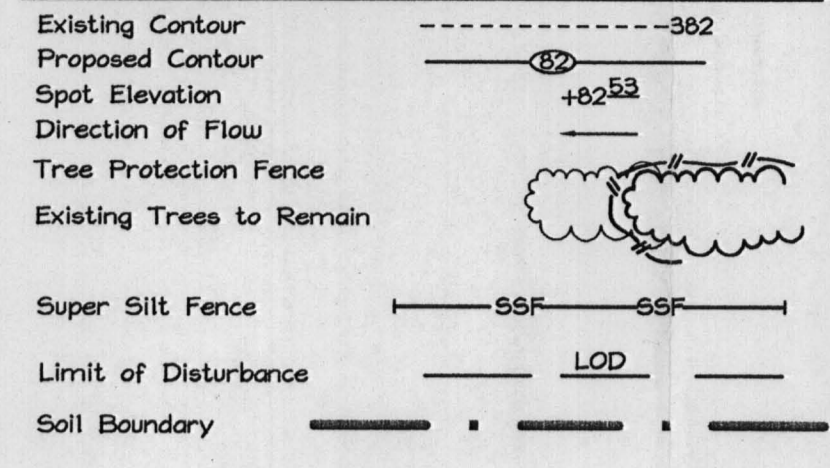 Existing Contour 382
Proposed Contour 82
Spot Elevation +82 53
Direction of Flow
Tree Protection Fence
Existing Trees to Remain
Super Silt Fence SSF SSF
Limit of Disturbance LOD
Soil Boundary